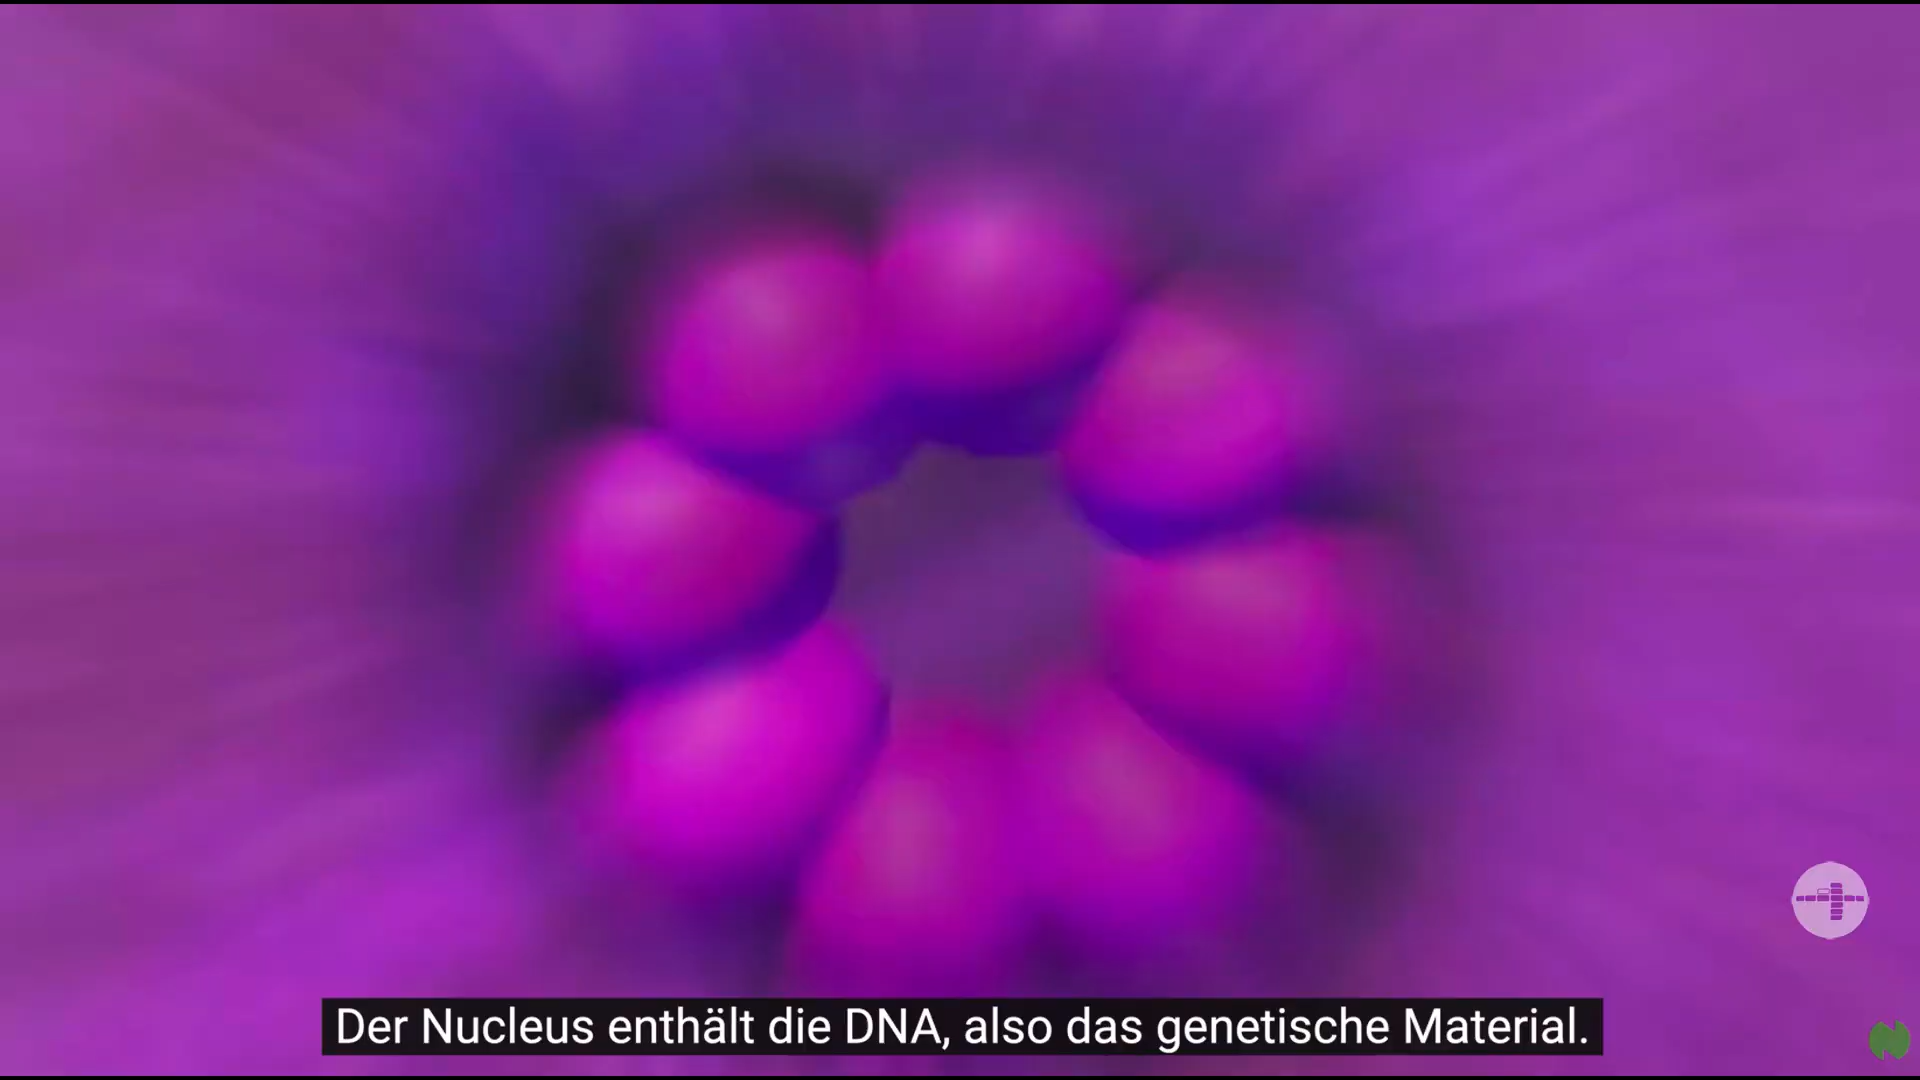 Der Nucleus enthält die DNA, also das genetische Material.